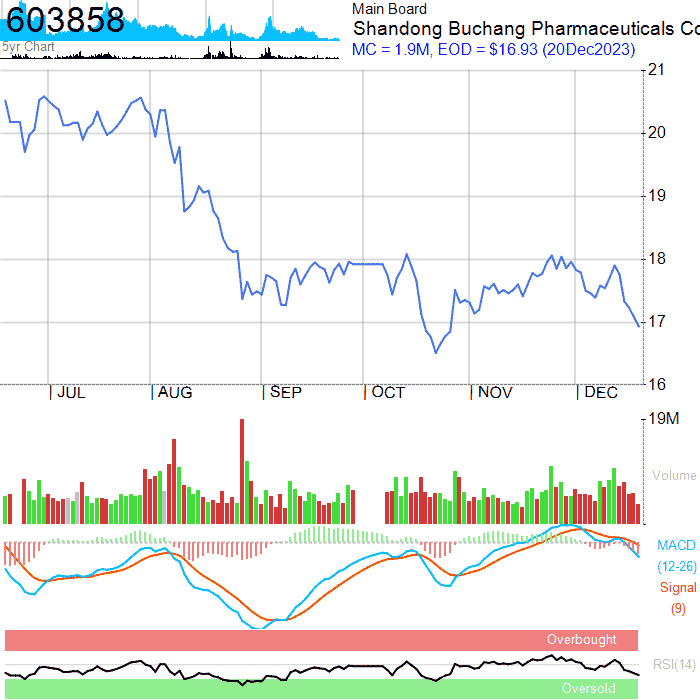 603858
5yr Chart
Main Board
Shandong Buchang Pharmaceuticals Co
MC = 1.9M, EOD = $16.93 (20Dec2023)
21
20
19
18
17
16
JUL AUG SEP OCT NOV DEC
19M
Volume
MACD
(12-26)
Signal
(9)
Overbought
RSI(14)
Oversold